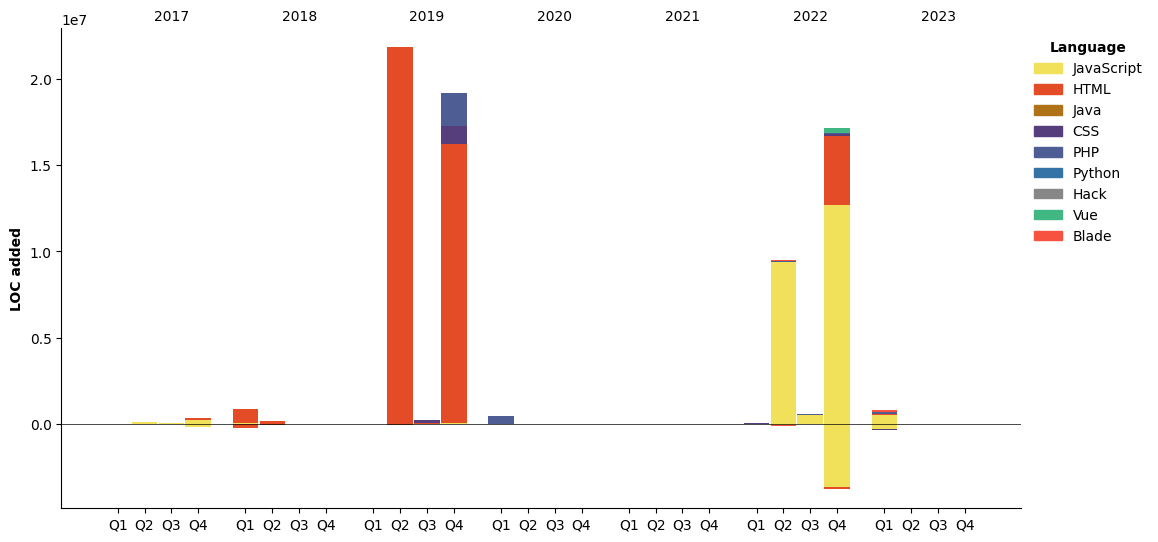 1e7
2017 2018 2019 2020 2021 2022 2023
Language
JavaScript
HTML
Java
CSS
PHP
Python
Hack
Vue
Blade
LOC added
2.0
1.5
1.0
0.5
0.0
Q1 Q2 Q3 Q4 Q1 Q2 Q3 Q4 Q1 Q2 Q3 Q4 Q1 Q2 Q3 Q4 Q1 Q2 Q3 Q4 Q1 Q2 Q3 Q4 Q1 Q2 Q3 Q4